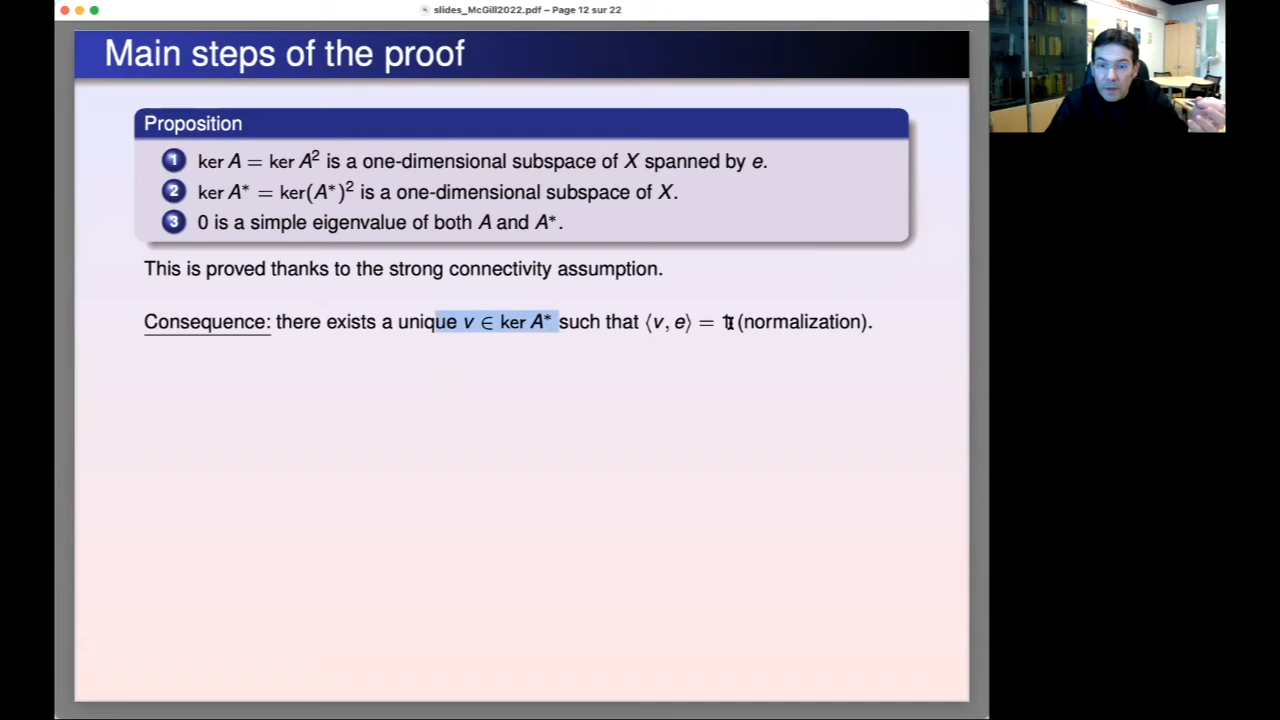 slides_McGill2022.pdf – Page 12 sur 22
Main steps of the proof
Proposition
1 ker A = ker A² is a one-dimensional subspace of X spanned by e.
2 ker A* = ker(A*)² is a one-dimensional subspace of X.
3 0 is a simple eigenvalue of both A and A*.
This is proved thanks to the strong connectivity assumption.
Consequence: there exists a unique v ∈ ker A* such that ⟨v, e⟩ = 1 (normalization).